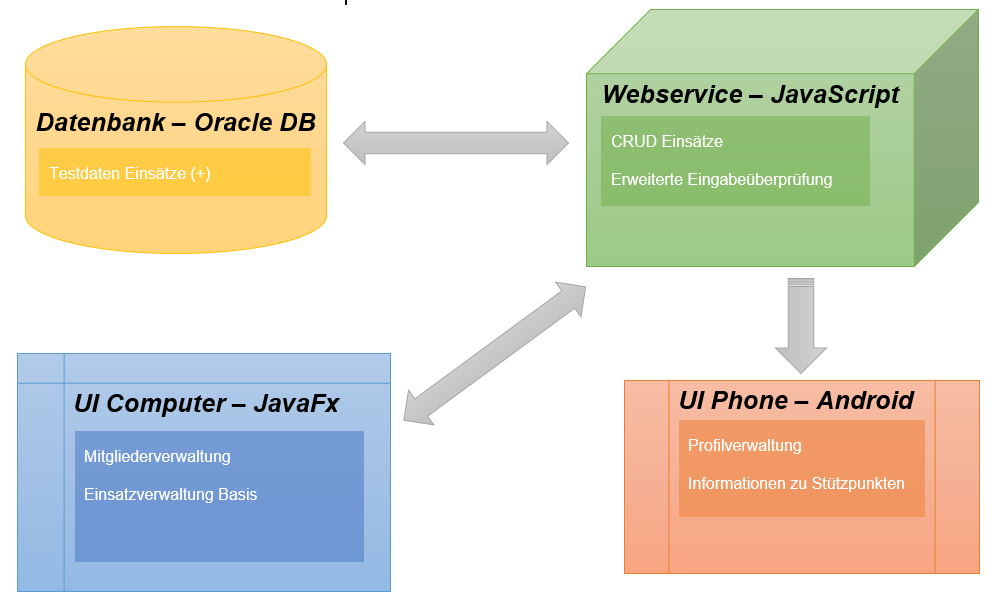 Datenbank – Oracle DB
Testdaten Einsätze (+)
Webservice – JavaScript
CRUD Einsätze
Erweiterte Eingabeüberprüfung
UI Computer – JavaFx
Mitgliederverwaltung
Einsatzverwaltung Basis
UI Phone – Android
Profilverwaltung
Informationen zu Stützpunkten